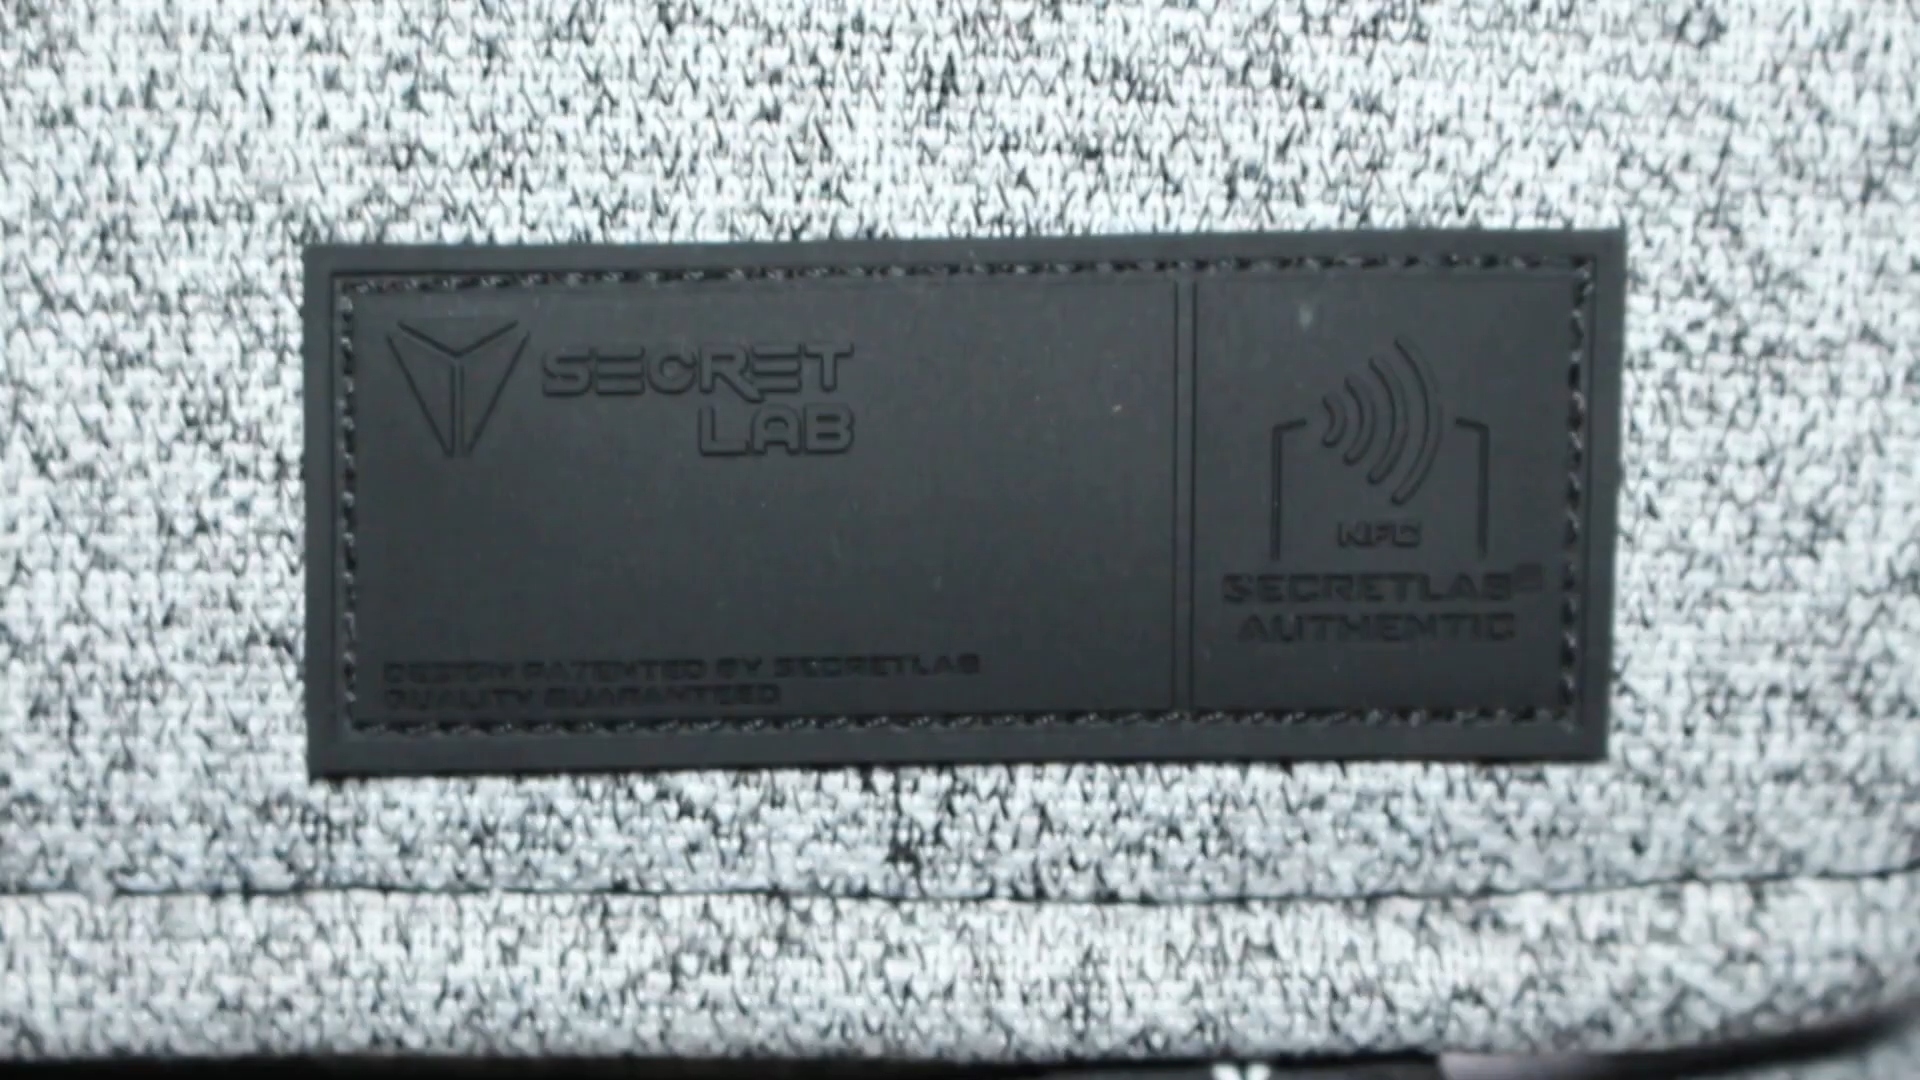 SECRET
LAB
DESIGN PATENTED BY SECRETLAB
QUALITY GUARANTEED
NFC
SECRETLAB®
AUTHENTIC